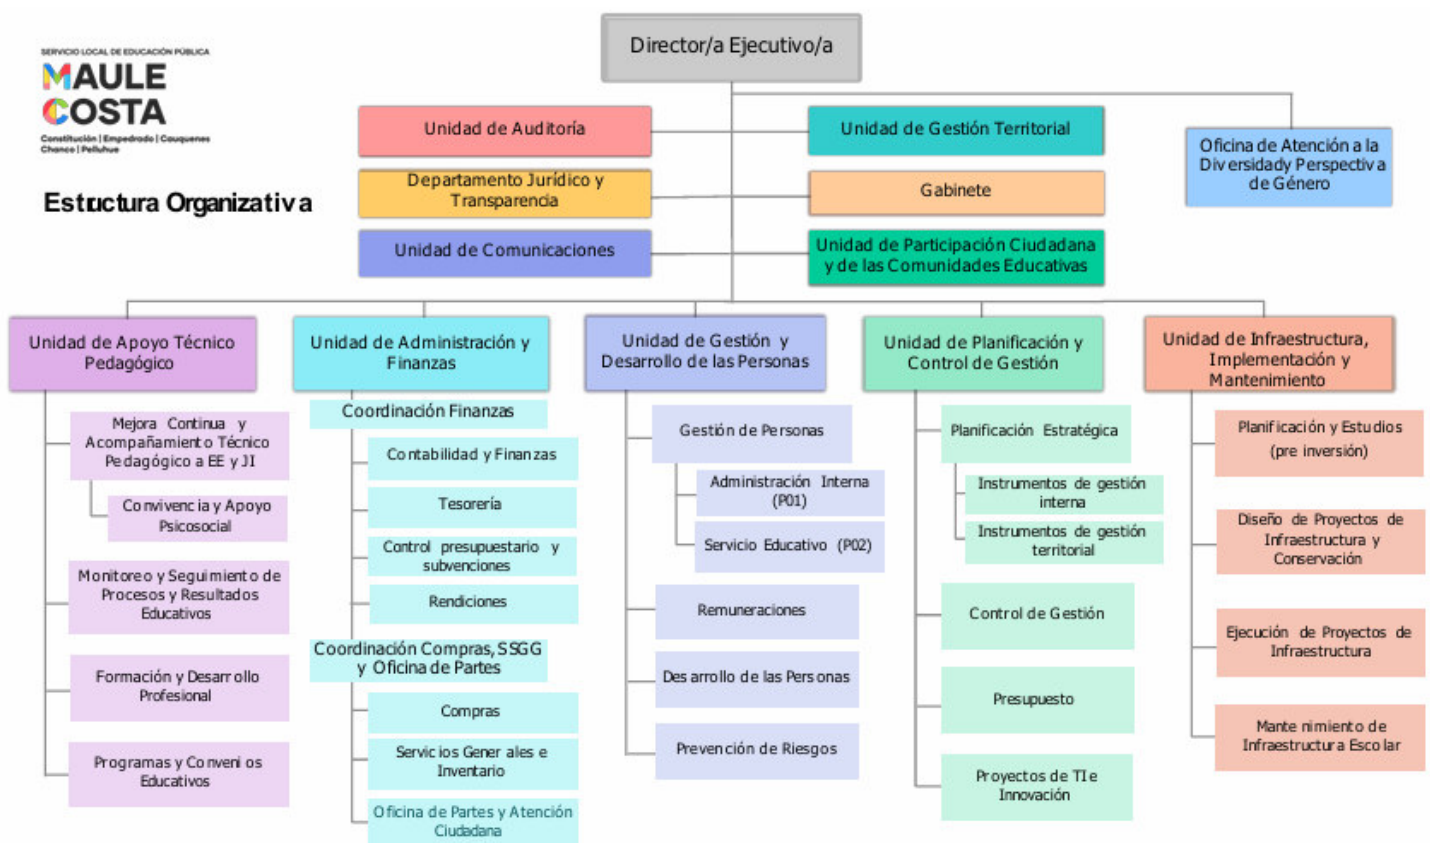 SERVICIO LOCAL DE EDUCACIÓN PÚBLICA
MAULE
COSTA
Constitución | Empedrado | Cauquenes
Chanco | Pelluhue
Estructura Organizativa
Director/a Ejecutivo/a
Unidad de Auditoría
Unidad de Gestión Territorial
Oficina de Atención a la
Diversidady Perspectiva
de Género
Departamento Jurídico y
Transparencia
Gabinete
Unidad de Comunicaciones
Unidad de Participación Ciudadana
y de las Comunidades Educativas
Unidad de Apoyo Técnico
Pedagógico
Mejora Continua y
Acompañamiento Técnico
Pedagógico a EE y JI
Convivencia y Apoyo
Psicosocial
Monitoreo y Seguimiento de
Procesos y Resultados
Educativos
Formación y Desarrollo
Profesional
Programas y Convenios
Educativos
Unidad de Administración y
Finanzas
Coordinación Finanzas
Contabilidad y Finanzas
Tesorería
Control presupuestario y
subvenciones
Rendiciones
Coordinación Compras, SSGG
y Oficina de Partes
Compras
Servicios Generales e
Inventario
Oficina de Partes y Atención
Ciudadana
Unidad de Gestión y
Desarrollo de las Personas
Gestión de Personas
Administración Interna
(P01)
Servicio Educativo (P02)
Remuneraciones
Desarrollo de las Personas
Prevención de Riesgos
Unidad de Planificación y
Control de Gestión
Planificación Estratégica
Instrumentos de gestión
interna
Instrumentos de gestión
territorial
Control de Gestión
Presupuesto
Proyectos de TI e
Innovación
Unidad de Infraestructura,
Implementación y
Mantenimiento
Planificación y Estudios
(pre inversión)
Diseño de Proyectos de
Infraestructura y
Conservación
Ejecución de Proyectos de
Infraestructura
Mantenimiento de
Infraestructura Escolar